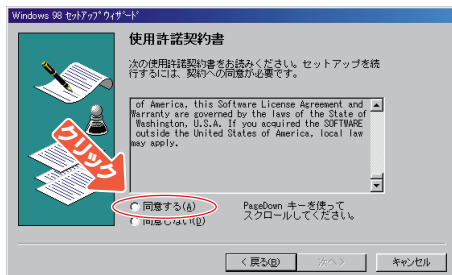 Windows 98 ｾｯﾄｱｯﾌﾟ ｳｨｻﾞｰﾄﾞ
使用許諾契約書
次の使用許諾契約書をお読みください。セットアップを続
行するには、契約への同意が必要です。
of America, this Software License Agreement and
Warranty are governed by the laws of the State of
Washington, U.S.A. If you acquired the SOFTWARE
outside the United States of America, local law
may apply.
クリック
同意する(A)
同意しない(D)
PageDown キーを使って
スクロールしてください。
< 戻る(B)
次へ >
キャンセル